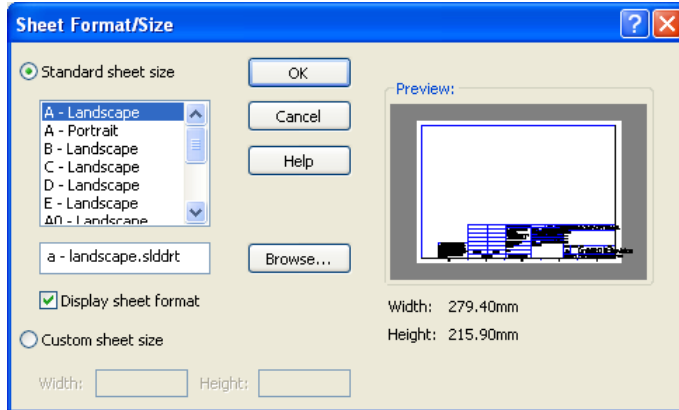 Sheet Format/Size
Standard sheet size
A - Landscape
A - Portrait
B - Landscape
C - Landscape
D - Landscape
E - Landscape
A0 - Landscape
a - landscape.slddrt
Display sheet format
Custom sheet size
Width:
Height:
OK
Cancel
Help
Browse...
Preview:
Width: 279.40mm
Height: 215.90mm